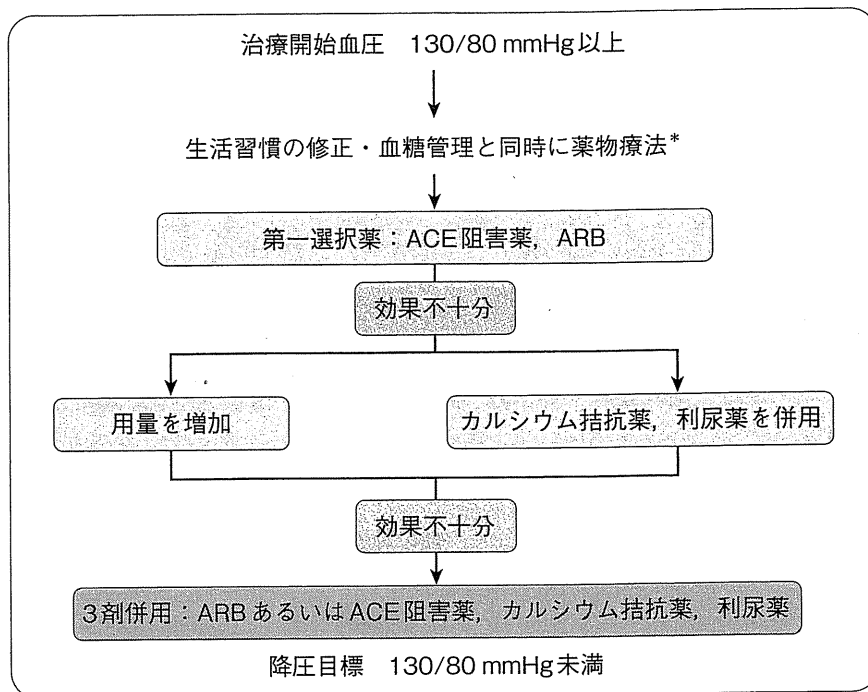 治療開始血圧 130/80 mmHg以上
生活習慣の修正・血糖管理と同時に薬物療法*
第一選択薬：ACE阻害薬，ARB
効果不十分
用量を増加
カルシウム拮抗薬，利尿薬を併用
効果不十分
3剤併用：ARBあるいはACE阻害薬，カルシウム拮抗薬，利尿薬
降圧目標 130/80 mmHg未満